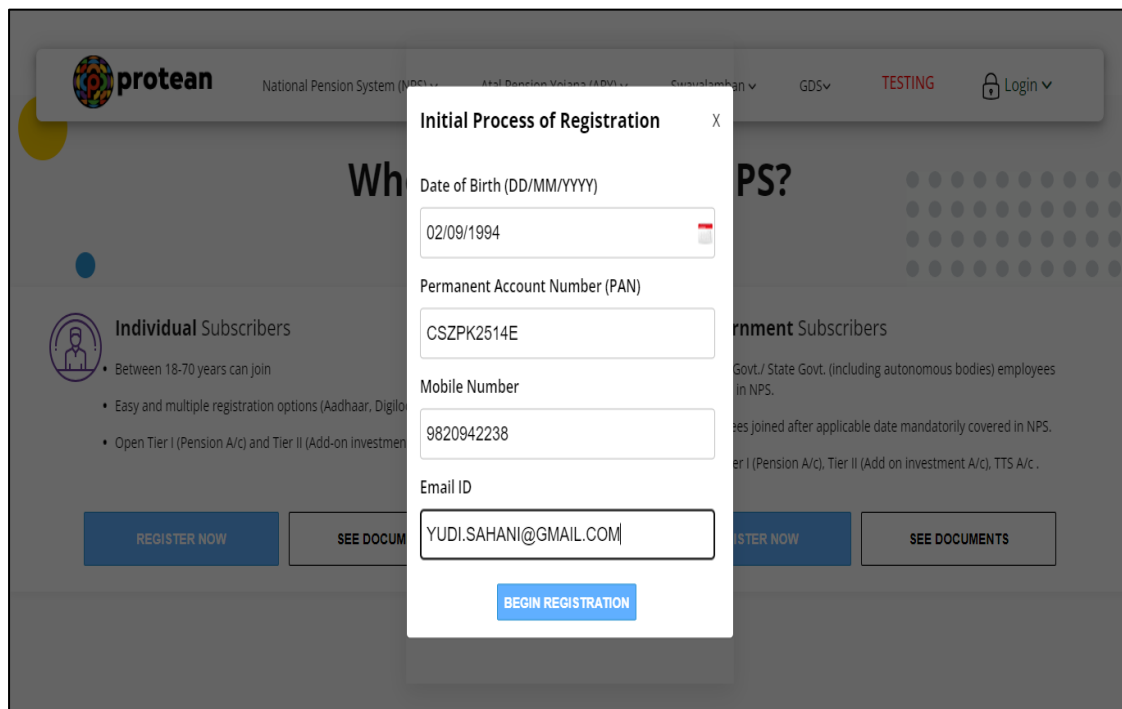 protean
National Pension System (NPS)
Atal Pension Yojana (APY)
Swavalamban
GDS
TESTING
Login
Wh
PS?
Initial Process of Registration X
Date of Birth (DD/MM/YYYY)
02/09/1994
Permanent Account Number (PAN)
CSZPK2514E
Mobile Number
9820942238
Email ID
YUDI.SAHANI@GMAIL.COM
BEGIN REGISTRATION
Individual Subscribers
Between 18-70 years can join
Easy and multiple registration options (Aadhaar, Digilo
Open Tier I (Pension A/c) and Tier II (Add-on investmen
REGISTER NOW
SEE DOCUM
rnment Subscribers
Govt./ State Govt. (including autonomous bodies) employees
in NPS.
ees joined after applicable date mandatorily covered in NPS.
er I (Pension A/c), Tier II (Add on investment A/c), TTS A/c .
ISTER NOW
SEE DOCUMENTS